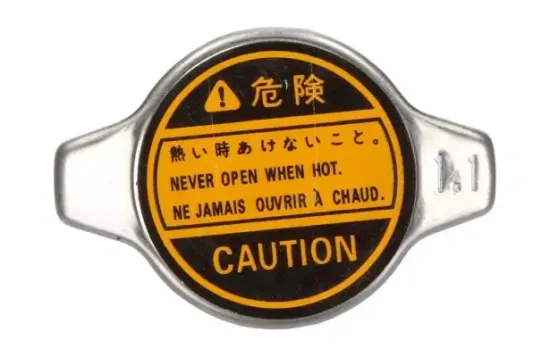 危険
熱い時あけないこと。
NEVER OPEN WHEN HOT.
NE JAMAIS OUVRIR À CHAUD.
CAUTION
1.1